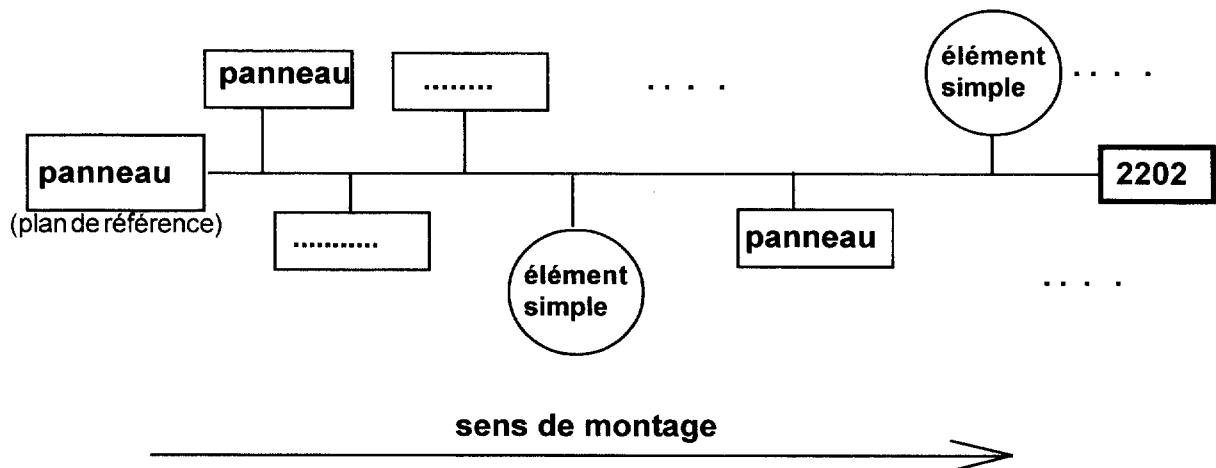 panneau
........
. . . .
élément
simple
. . . .
panneau
(plan de référence)
2202
...........
élément
simple
panneau
.. . .
sens de montage